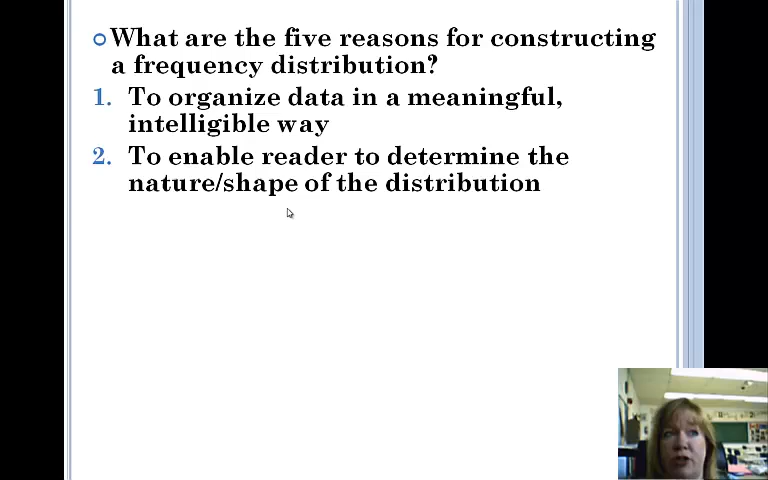 What are the five reasons for constructing
a frequency distribution?
1. To organize data in a meaningful,
intelligible way
2. To enable reader to determine the
nature/shape of the distribution